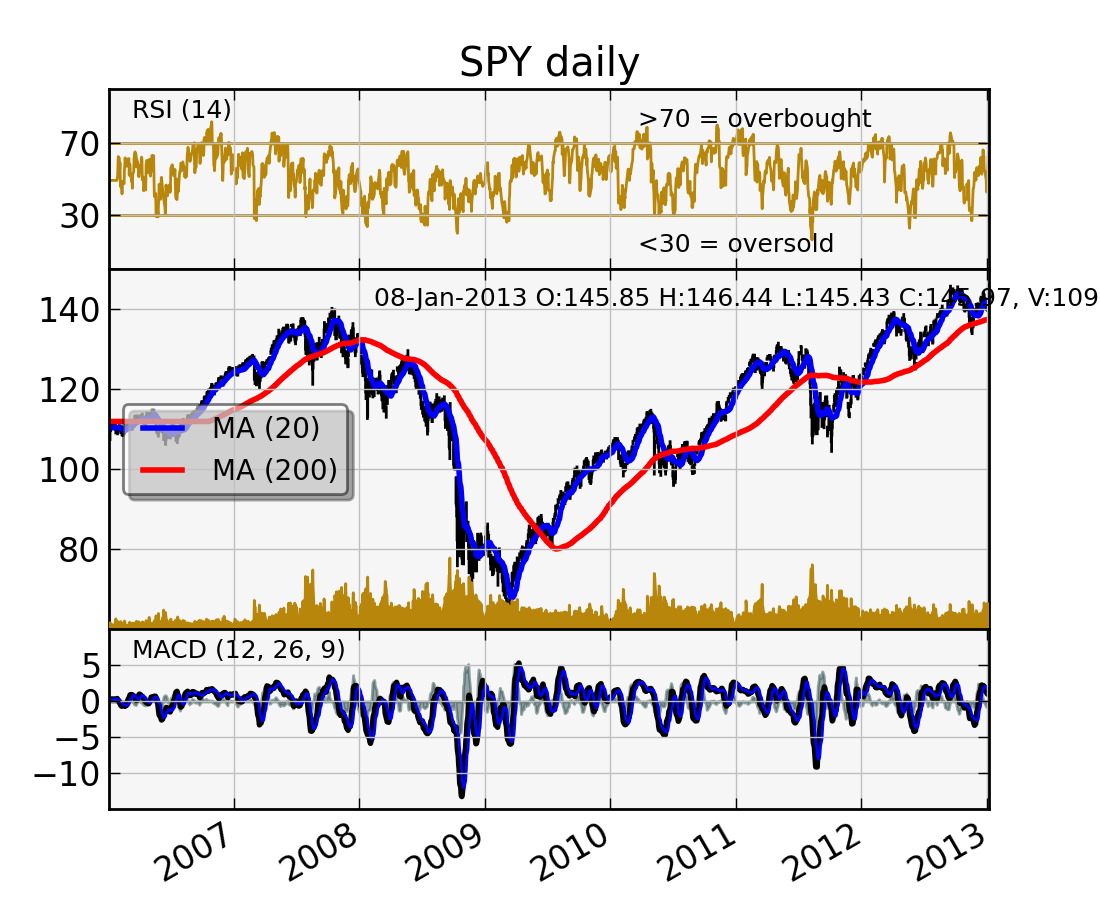 SPY daily
RSI (14)
>70 = overbought
70
30
<30 = oversold
08-Jan-2013 O:145.85 H:146.44 L:145.43 C:145.97, V:109
140
120
100
80
MA (20)
MA (200)
MACD (12, 26, 9)
5
0
−5
−10
2007 2008 2009 2010 2011 2012 2013